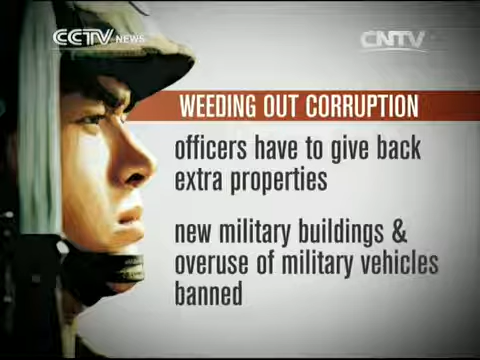 CCTV NEWS
CNTV
WEEDING OUT CORRUPTION
officers have to give back
extra properties
new military buildings &
overuse of military vehicles
banned